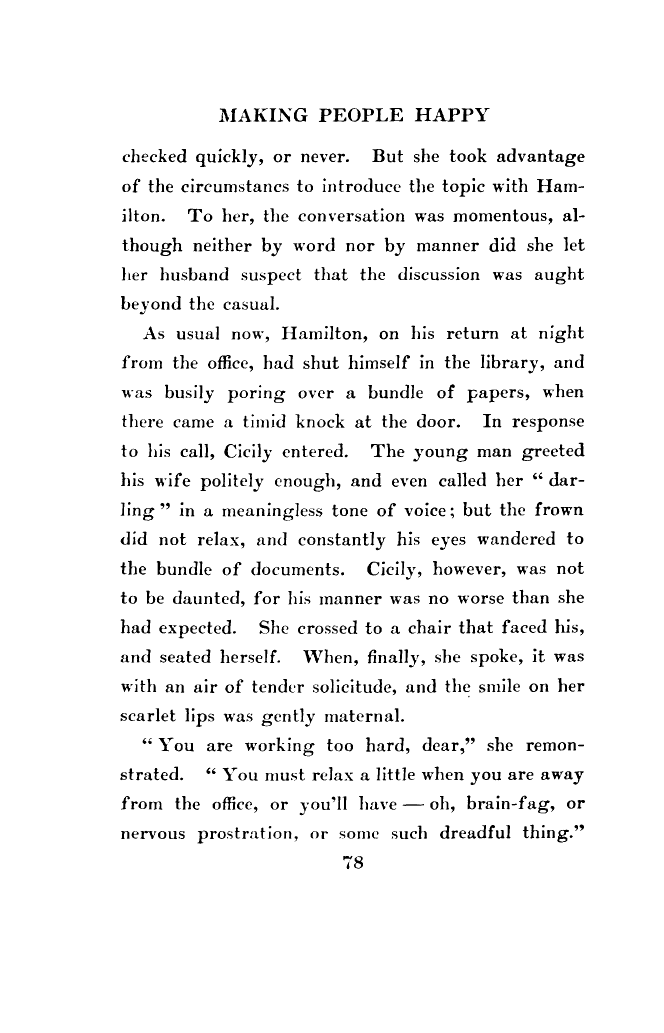 MAKING PEOPLE HAPPY
checked quickly, or never. But she took advantage
of the circumstancs to introduce the topic with Ham-
ilton. To her, the conversation was momentous, al-
though neither by word nor by manner did she let
her husband suspect that the discussion was aught
beyond the casual.
As usual now, Hamilton, on his return at night
from the office, had shut himself in the library, and
was busily poring over a bundle of papers, when
there came a timid knock at the door. In response
to his call, Cicily entered. The young man greeted
his wife politely enough, and even called her “ dar-
ling ” in a meaningless tone of voice; but the frown
did not relax, and constantly his eyes wandered to
the bundle of documents. Cicily, however, was not
to be daunted, for his manner was no worse than she
had expected. She crossed to a chair that faced his,
and seated herself. When, finally, she spoke, it was
with an air of tender solicitude, and the smile on her
scarlet lips was gently maternal.
“ You are working too hard, dear,” she remon-
strated. “ You must relax a little when you are away
from the office, or you’ll have — oh, brain-fag, or
nervous prostration, or some such dreadful thing.”
78